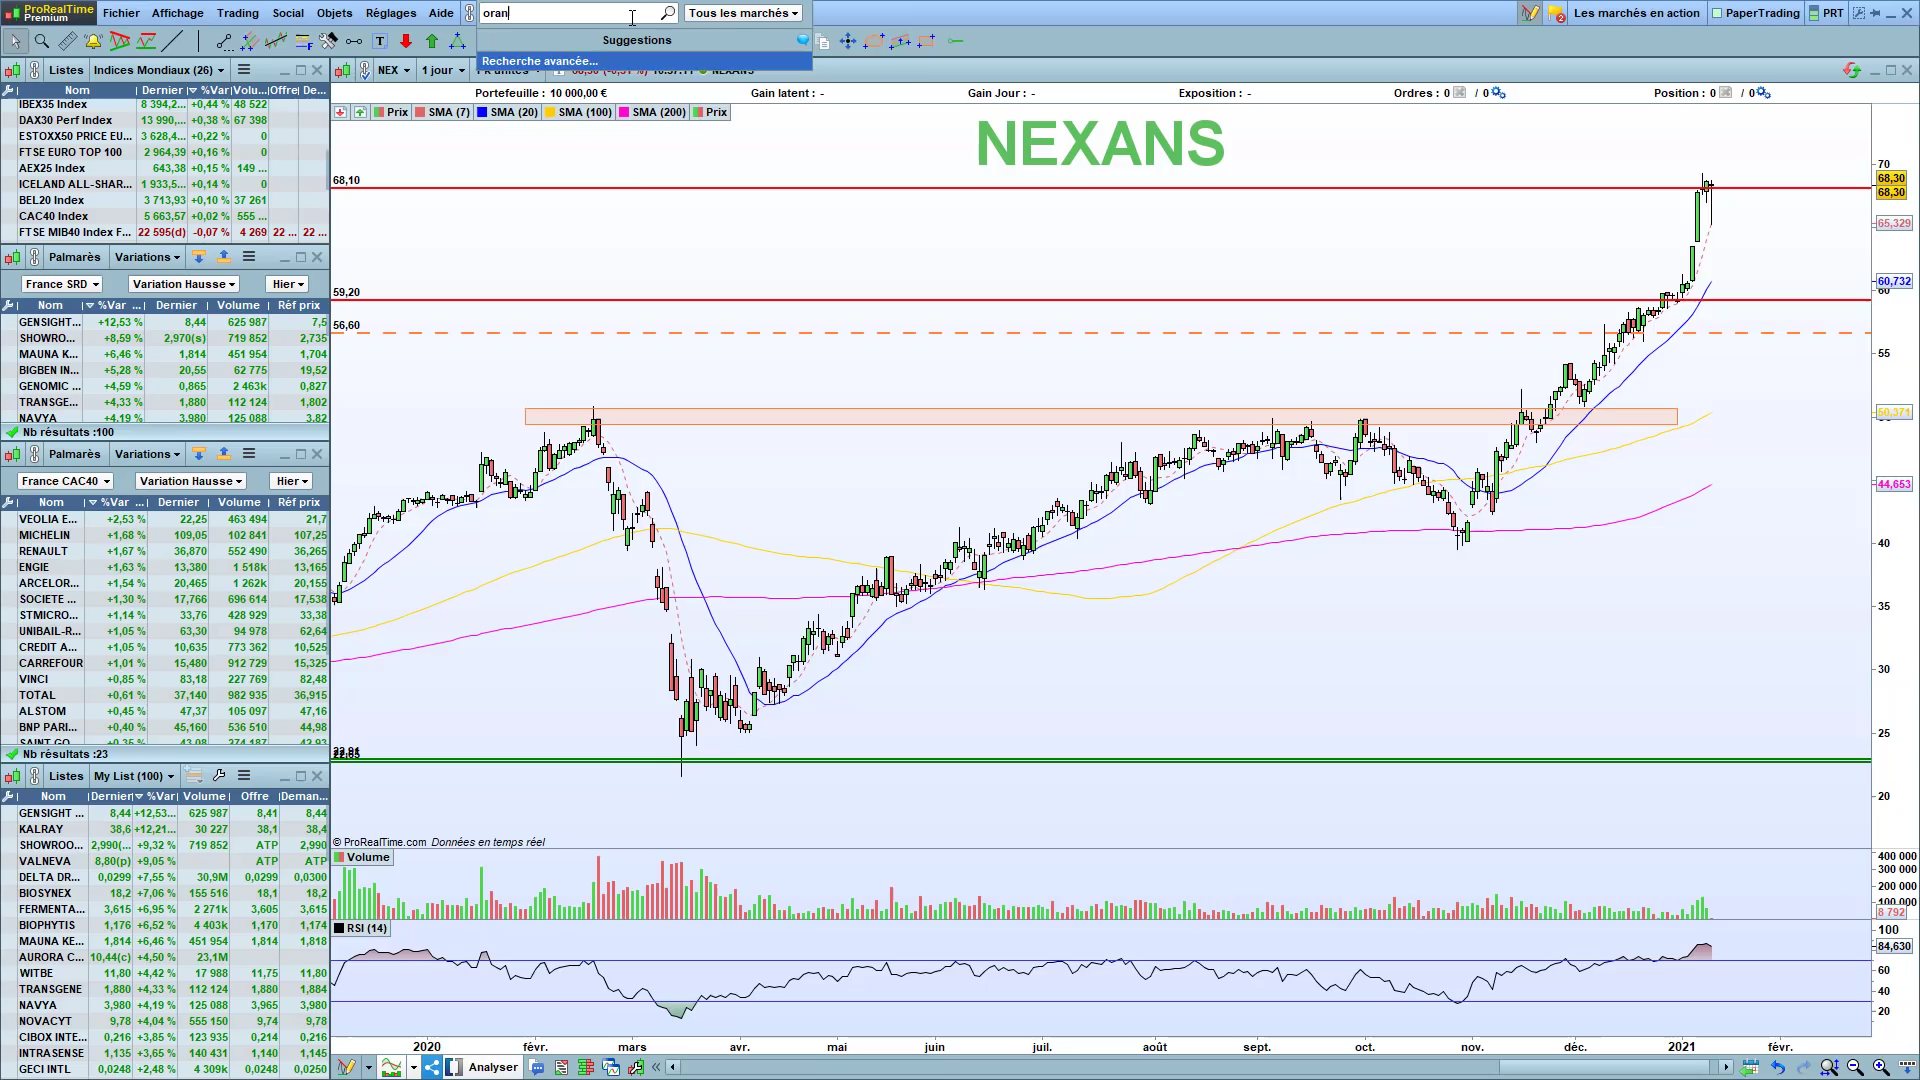 ProRealTime
Premium
Fichier Affichage Trading Social Objets Réglages Aide
oran
Tous les marchés
Les marchés en action
PaperTrading
PRT
Suggestions
Recherche avancée...
Listes Indices Mondiaux (26)
NEX 1 jour
NEXANS
Portefeuille : 10 000,00 € Gain latent : - Gain Jour : - Exposition : - Ordres : 0 / 0 Position : 0 / 0
Prix SMA (7) SMA (20) SMA (100) SMA (200) Prix
NEXANS
Nom Dernier %Var Volu... Offre De...
IBEX35 Index 8 394,2... +0,44 % 48 522
DAX30 Perf Index 13 990,... +0,38 % 67 398
ESTOXX50 PRICE EU... 3 628,4... +0,22 % 0
FTSE EURO TOP 100 2 964,39 +0,16 % 0
AEX25 Index 643,38 +0,15 % 149 ...
ICELAND ALL-SHAR... 1 933,5... +0,14 % 0
BEL20 Index 3 713,93 +0,10 % 37 261
CAC40 Index 5 663,57 +0,02 % 555 ...
FTSE MIB40 Index F... 22 595(d) -0,07 % 4 269 22 ... 22 ...
Palmarès Variations
France SRD Variation Hausse Hier
Nom %Var ... Dernier Volume Réf prix
GENSIGHT... +12,53 % 8,44 625 987 7,5
SHOWRO... +8,59 % 2,970(s) 719 852 2,735
MAUNA K... +6,46 % 1,814 451 954 1,704
BIGBEN IN... +5,28 % 20,55 62 775 19,52
GENOMIC ... +4,59 % 0,865 2 463k 0,827
TRANSGE... +4,33 % 1,880 112 124 1,802
NAVYA +4,19 % 3,980 125 088 3,82
Nb résultats :100
Palmarès Variations
France CAC40 Variation Hausse Hier
Nom %Var ... Dernier Volume Réf prix
VEOLIA E... +2,53 % 22,25 463 494 21,7
MICHELIN +1,68 % 109,05 102 841 107,25
RENAULT +1,67 % 36,870 552 490 36,265
ENGIE +1,63 % 13,380 1 518k 13,165
ARCELOR... +1,54 % 20,465 1 262k 20,155
SOCIETE ... +1,30 % 17,766 696 614 17,538
STMICRO... +1,14 % 33,76 428 929 33,38
UNIBAIL-R... +1,05 % 63,30 94 978 62,64
CREDIT A... +1,05 % 10,635 773 362 10,525
CARREFOUR +1,01 % 15,480 912 729 15,325
VINCI +0,85 % 83,18 227 769 82,48
TOTAL +0,61 % 37,140 982 935 36,915
ALSTOM +0,45 % 47,37 105 097 47,16
BNP PARI... +0,40 % 45,160 536 510 44,98
SAINT GO... +0,35 % 43,08 274 187 42,93
Nb résultats :23
Listes My List (100)
Nom Dernier %Var Volume Offre Deman...
GENSIGHT ... 8,44 +12,53... 625 987 8,41 8,44
KALRAY 38,6 +12,21... 30 227 38,1 38,4
SHOWROO... 2,990(... +9,32 % 719 852 ATP 2,990
VALNEVA 8,80(p) +9,05 % ATP ATP
DELTA DR... 0,0299 +7,55 % 30,9M 0,0299 0,0300
BIOSYNEX 18,2 +7,06 % 155 516 18,1 18,2
FERMENTA... 3,615 +6,95 % 2 271k 3,605 3,615
BIOPHYTIS 1,176 +6,52 % 4 403k 1,170 1,174
MAUNA KE... 1,814 +6,46 % 451 954 1,814 1,818
AURORA C... 10,44(c) +4,50 % 23,1M
WITBE 11,80 +4,42 % 17 988 11,75 11,80
TRANSGENE 1,880 +4,33 % 112 124 1,880 1,884
NAVYA 3,980 +4,19 % 125 088 3,965 3,980
NOVACYT 9,78 +4,04 % 555 150 9,74 9,78
CIBOX INTE... 0,216 +3,85 % 123 935 0,214 0,216
INTRASENSE 1,135 +3,65 % 140 431 1,140 1,145
GECI INTL 0,0248 +2,48 % 4 309k 0,0248 0,0250
68,10
59,20
56,60
70
68,30
68,30
65,329
60,732
60
55
50,371
44,653
40
35
30
25
20
© ProRealTime.com Données en temps réel
Volume
400 000
300 000
200 000
100 000
8 792
RSI (14)
100
84,630
60
40
20
2020 févr. mars avr. mai juin juil. août sept. oct. nov. déc. 2021 févr.
Analyser